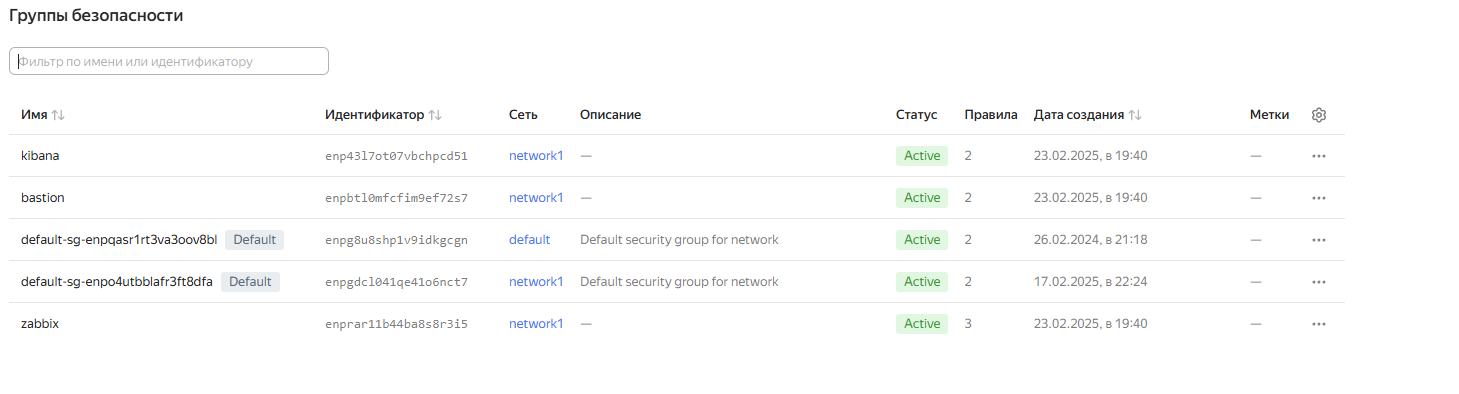 Группы безопасности
Фильтр по имени или идентификатору
Имя Идентификатор Сеть Описание Статус Правила Дата создания Метки
kibana enp43l7ot07vbchpcd51 network1 — Active 2 23.02.2025, в 19:40 —
bastion enpbtl0mfcfim9ef72s7 network1 — Active 2 23.02.2025, в 19:40 —
default-sg-enpqasr1rt3va3oov8bl Default enpg8u8shp1v9idkgcgn default Default security group for network Active 2 26.02.2024, в 21:18 —
default-sg-enpo4utbblafr3ft8dfa Default enpgdcl041qe41o6nct7 network1 Default security group for network Active 2 17.02.2025, в 22:24 —
zabbix enprar11b44ba8s8r3i5 network1 — Active 3 23.02.2025, в 19:40 —